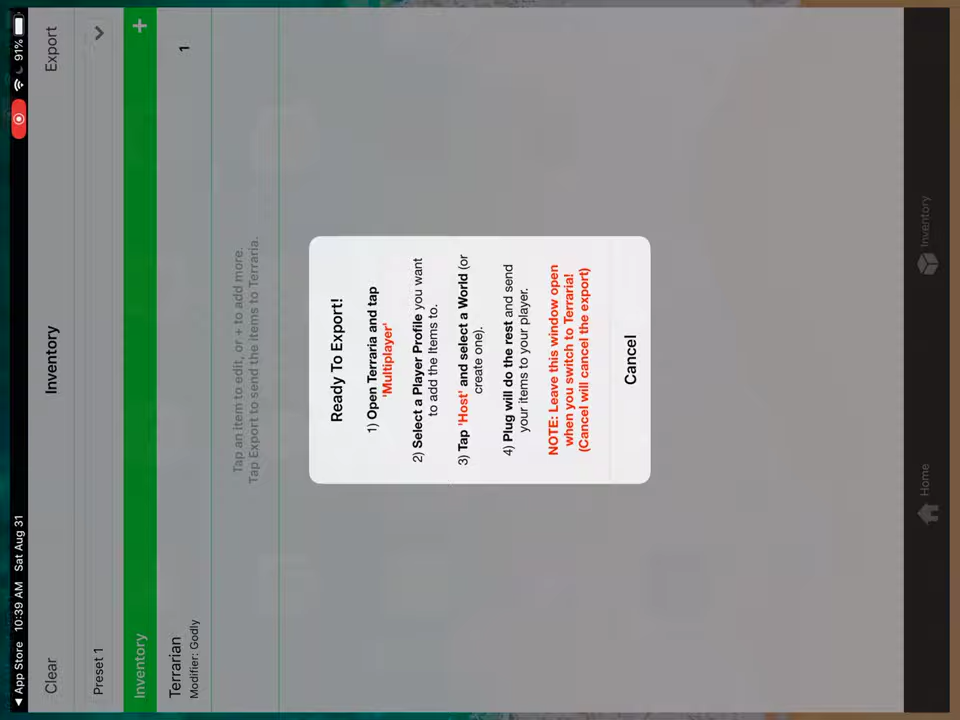 ◀ App Store 10:39 AM Sat Aug 31 91%
Clear Inventory Export
Preset 1
Inventory +
Terrarian 1
Modifier: Godly
Tap an item to edit, or + to add more.
Tap Export to send the items to Terraria.
Ready To Export!
1) Open Terraria and tap
'Multiplayer'
2) Select a Player Profile you want
to add the Items to.
3) Tap 'Host' and select a World (or
create one).
4) Plug will do the rest and send
your items to your player.
NOTE: Leave this window open
when you switch to Terraria!
(Cancel will cancel the export)
Cancel
Home Inventory